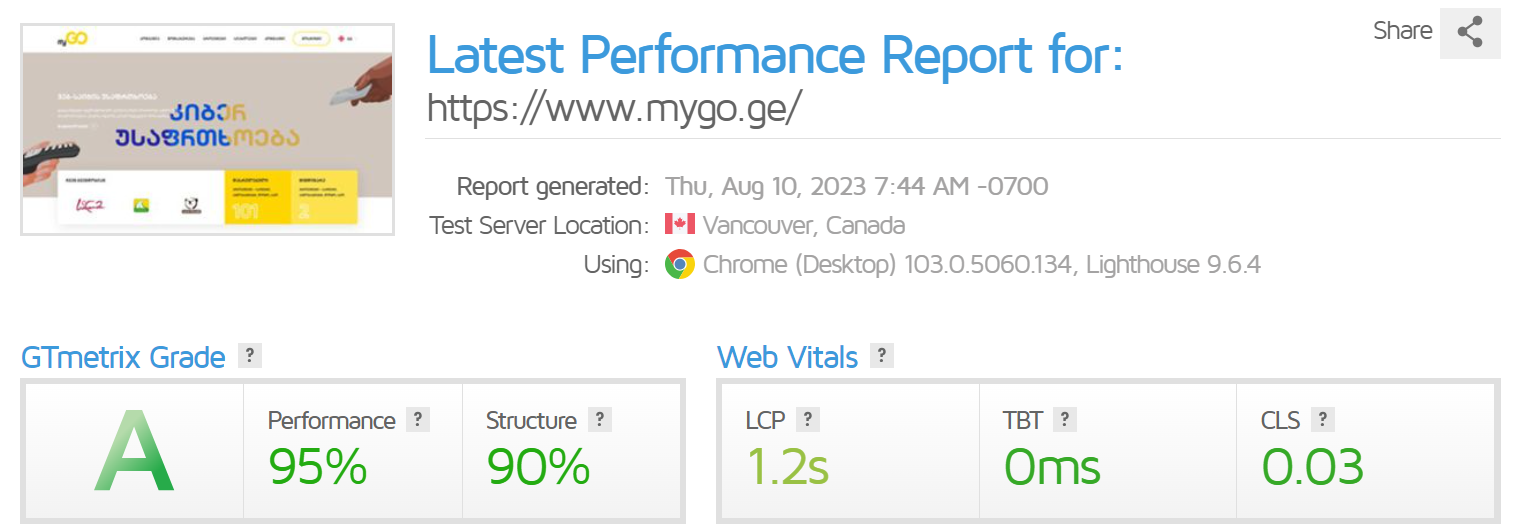 myGO
კიბერ
უსაფრთხოება
101
2
Share
Latest Performance Report for:
https://www.mygo.ge/
Report generated: Thu, Aug 10, 2023 7:44 AM -0700
Test Server Location: Vancouver, Canada
Using: Chrome (Desktop) 103.0.5060.134, Lighthouse 9.6.4
GTmetrix Grade ?
Web Vitals ?
A
Performance ?
95%
Structure ?
90%
LCP ?
1.2s
TBT ?
0ms
CLS ?
0.03